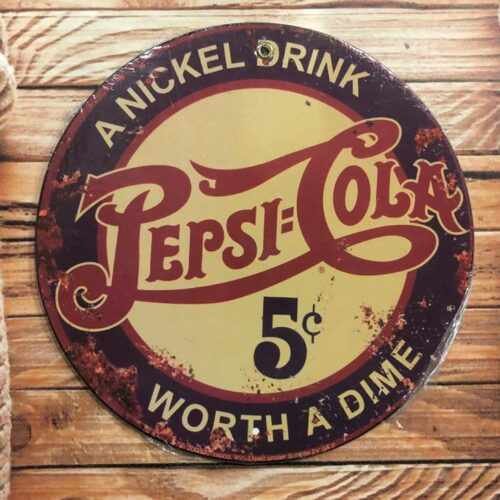 A NICKEL DRINK
PEPSI=COLA
5¢
WORTH A DIME